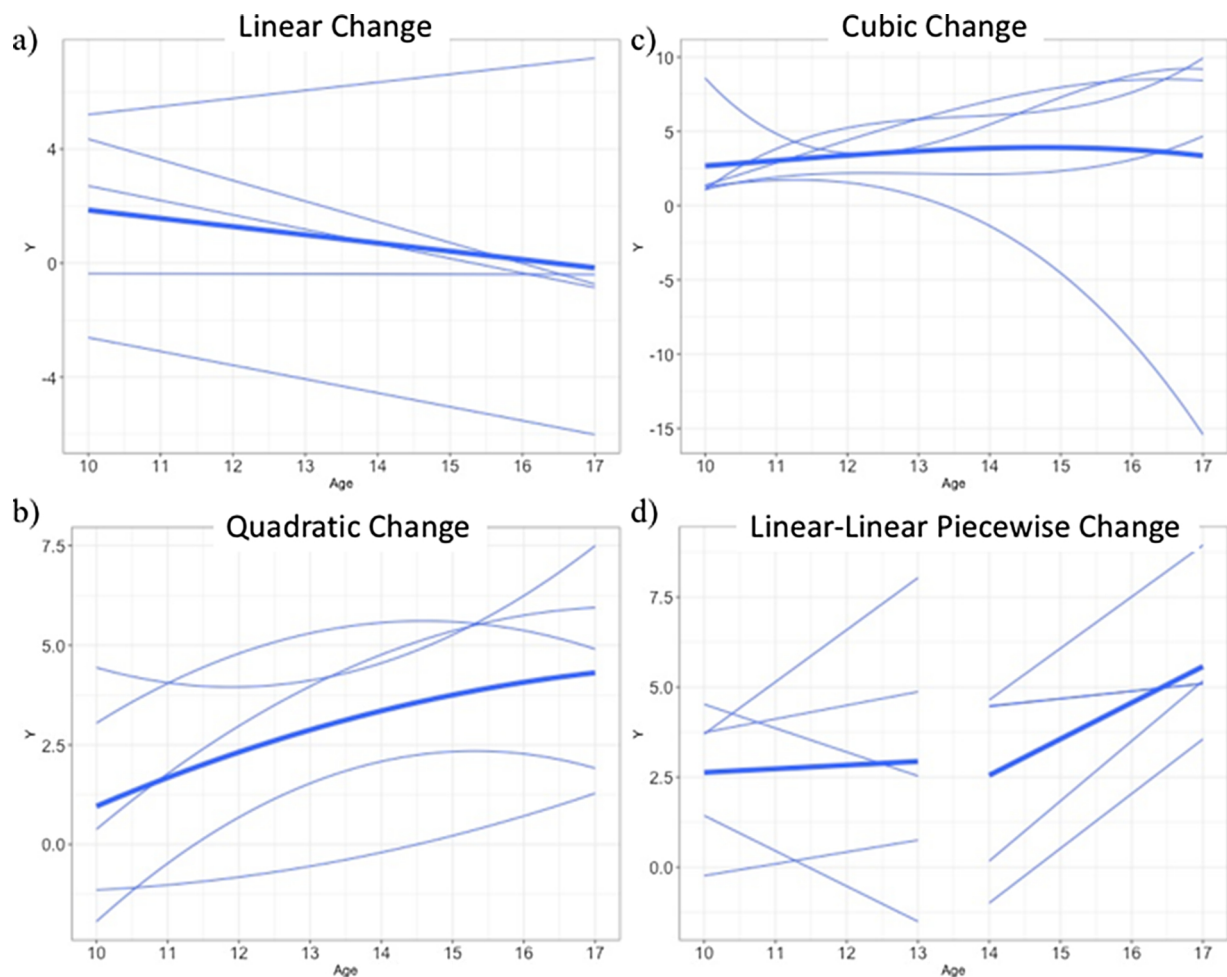 a)
Linear Change
4
0
-4
Y
10 11 12 13 14 15 16 17
Age
b)
Quadratic Change
7.5
5.0
2.5
0.0
Y
10 11 12 13 14 15 16 17
Age
c)
Cubic Change
10
5
0
-5
-10
-15
Y
10 11 12 13 14 15 16 17
Age
d)
Linear-Linear Piecewise Change
7.5
5.0
2.5
0.0
Y
10 11 12 13 14 15 16 17
Age